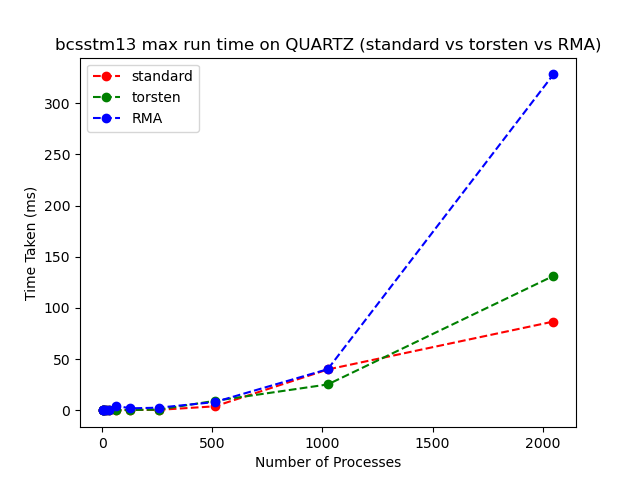 bcsstm13 max run time on QUARTZ (standard vs torsten vs RMA)
standard
torsten
RMA
Time Taken (ms)
300
250
200
150
100
50
0
0 500 1000 1500 2000
Number of Processes